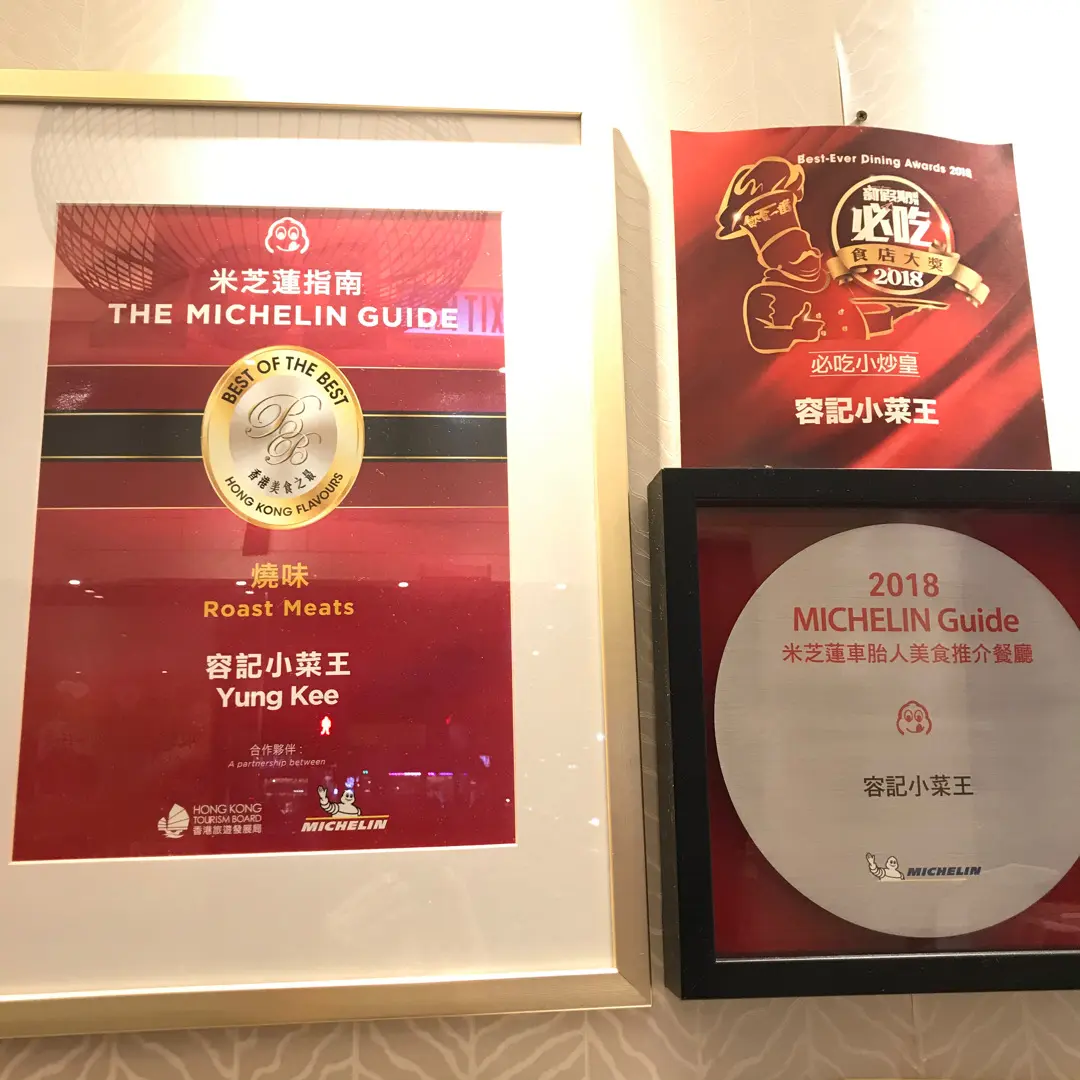 米芝蓮指南
THE MICHELIN GUIDE
BEST OF THE BEST
BB
香港美食之最
HONG KONG FLAVOURS
燒味
Roast Meats
容記小菜王
Yung Kee
合作夥伴：
A partnership between
HONG KONG
TOURISM BOARD
香港旅遊發展局
MICHELIN
Best-Ever Dining Awards 2018
新假期
必吃
食店大獎
2018
必吃小炒皇
容記小菜王
2018
MICHELIN Guide
米芝蓮車胎人美食推介餐廳
容記小菜王
MICHELIN